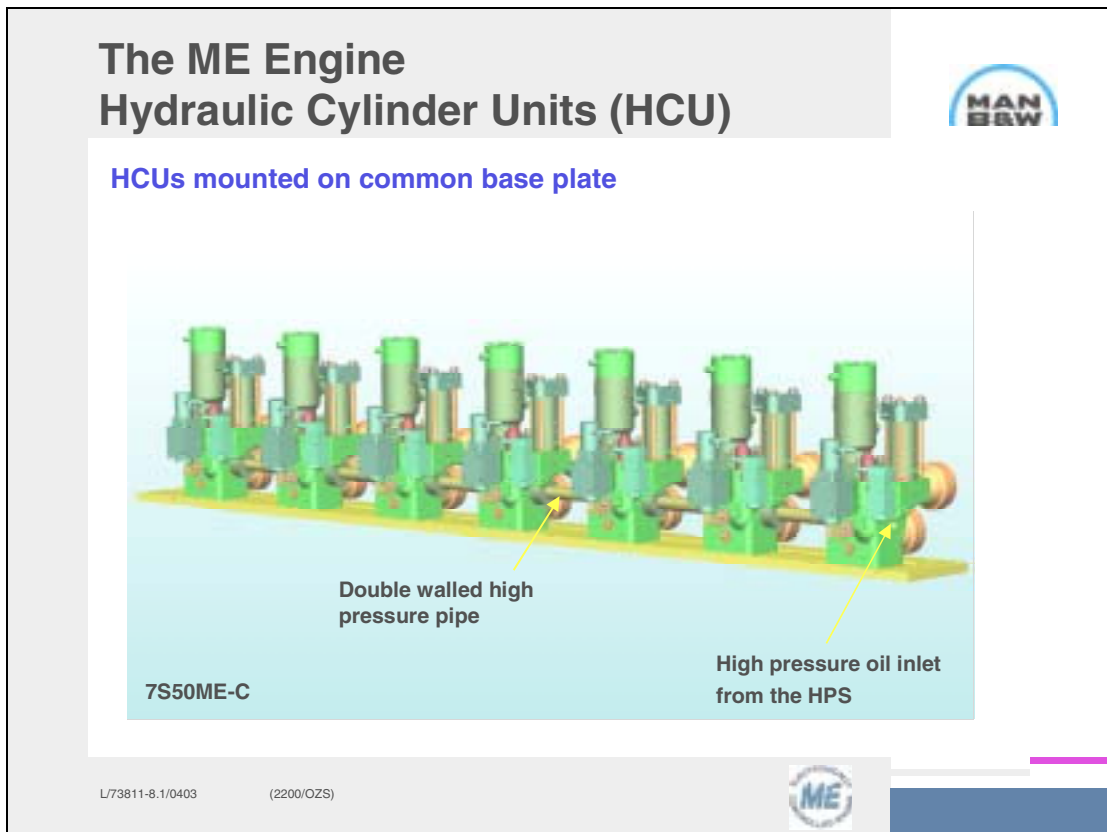 The ME Engine
Hydraulic Cylinder Units (HCU)
MAN
B&W
HCUs mounted on common base plate
Double walled high
pressure pipe
High pressure oil inlet
from the HPS
7S50ME-C
L/73811-8.1/0403 (2200/OZS)
ME